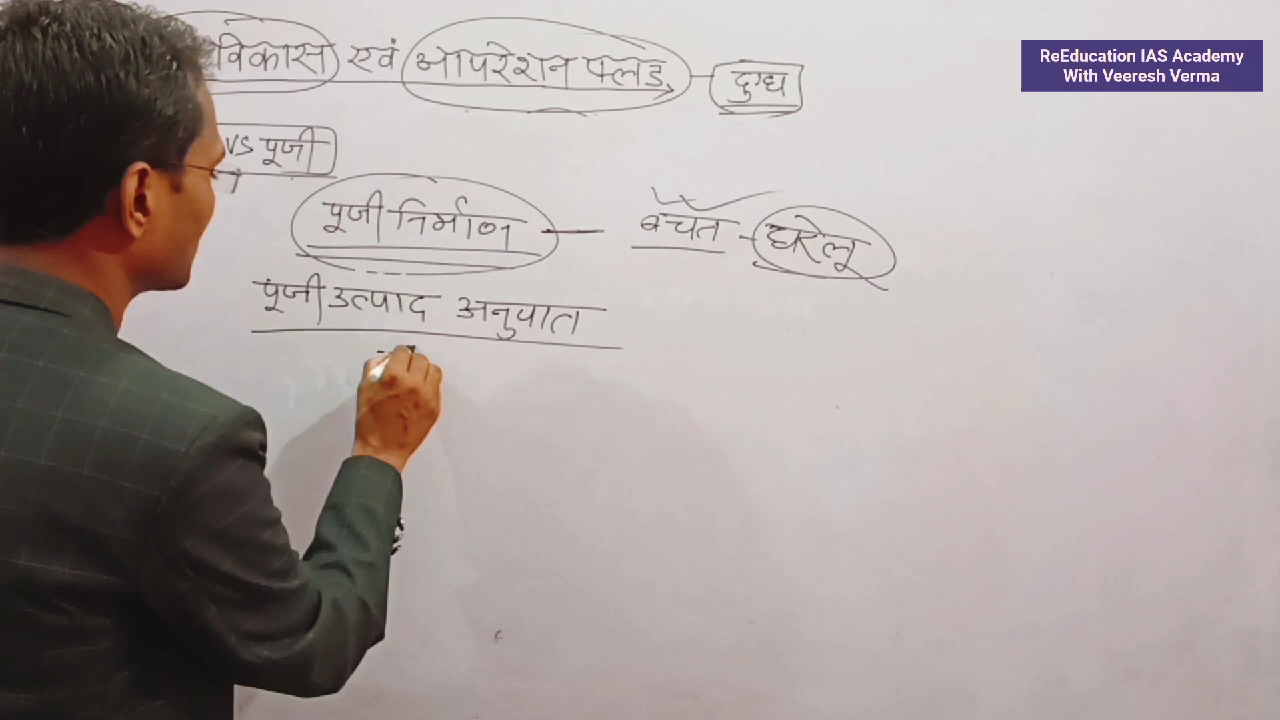 विकास एवं आपरेशन फ्लड - दुग्ध
ReEducation IAS Academy
With Veeresh Verma
VS पूजी
पूजी निर्माण — बचत - घरेलू
पूजी उत्पाद अनुपात